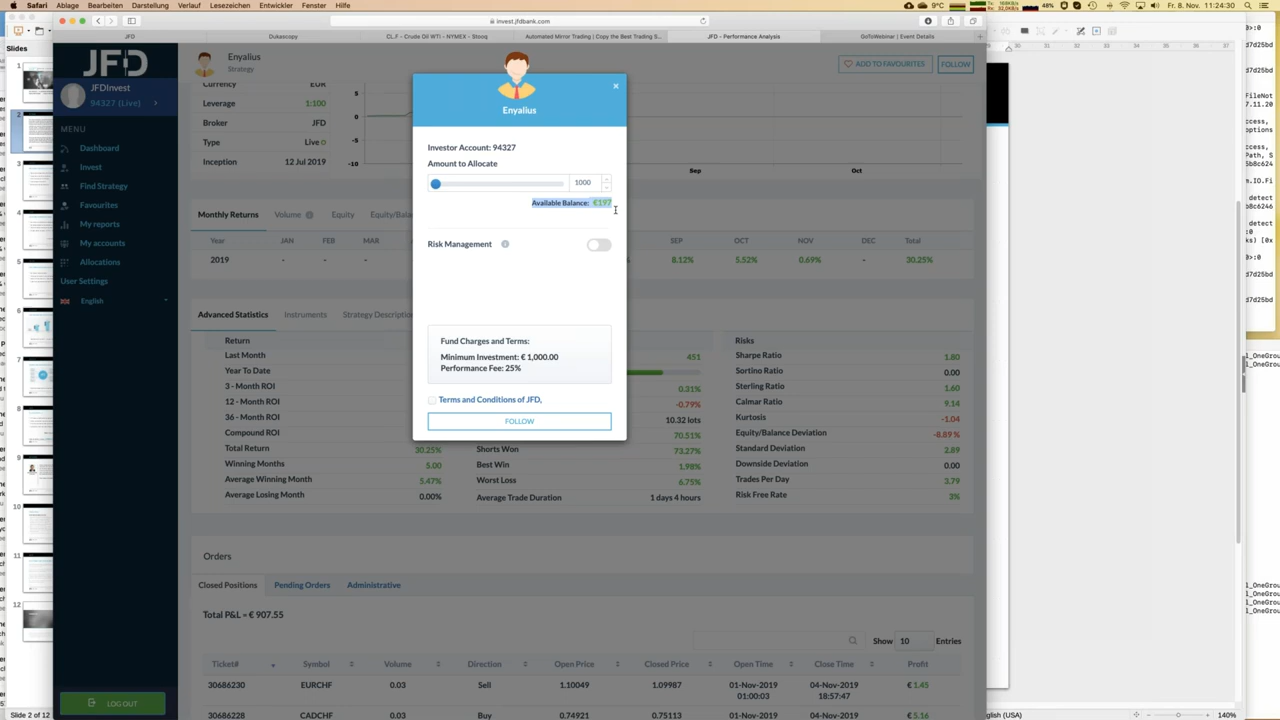 Safari Ablage Bearbeiten Darstellung Verlauf Lesezeichen Entwickler Fenster Hilfe
9°C 48% Fr. 8. Nov. 11:24:30
invest.jfdbank.com
JFD Dukascopy CL.F - Crude Oil WTI - NYMEX - Stooq Automated Mirror Trading | Copy the Best Trading S... JFD - Performance Analysis GoToWebinar | Event Details
Slides
JFD
JFDInvest
94327 (Live)
MENU
Dashboard
Invest
Find Strategy
Favourites
My reports
My accounts
Allocations
User Settings
English
LOG OUT
Enyalius
Strategy
ADD TO FAVOURITES FOLLOW
Currency EUR
Leverage 1:100
Broker JFD
Type Live
Inception 12 Jul 2019
5
0
-5
-10
Sep Oct
Enyalius
Investor Account: 94327
Amount to Allocate
1000
Available Balance: €197
Risk Management
Fund Charges and Terms:
Minimum Investment: € 1,000.00
Performance Fee: 25%
Terms and Conditions of JFD,
FOLLOW
Monthly Returns Volume Equity
Year JAN FEB MAR SEP OCT NOV DEC Total
2019 - - - 8.12% 5.52% 0.69% - 30.25%
Advanced Statistics Instruments
Return Risks
Last Month 451 Sharpe Ratio 1.80
Year To Date Sortino Ratio 0.00
3 - Month ROI 0.31% Sterling Ratio 1.60
12 - Month ROI -0.79% Calmar Ratio 9.14
36 - Month ROI 10.32 lots Kurtosis -1.04
Compound ROI 70.51% Equity/Balance Deviation -8.89 %
Total Return 30.25% Shorts Won 73.27% Standard Deviation 2.89
Winning Months 5.00 Best Win 1.98% Downside Deviation 0.00
Average Winning Month 5.47% Worst Loss 6.75% Trades Per Day 3.79
Average Losing Month 0.00% Average Trade Duration 1 days 4 hours Risk Free Rate 3%
Orders
Closed Positions Pending Orders Administrative
Total P&L = € 907.55
Show 10 Entries
Ticket# Symbol Volume Direction Open Price Closed Price Open Time Close Time Profit
30686230 EURCHF 0.03 Sell 1.10049 1.09987 01-Nov-2019 01:00:03 04-Nov-2019 18:57:47 € 1.45
30686228 CADCHF 0.03 Buy 0.74921 0.75113 01-Nov-2019 04-Nov-2019 € 5.16
Slide 2 of 12
glish (USA)
140%